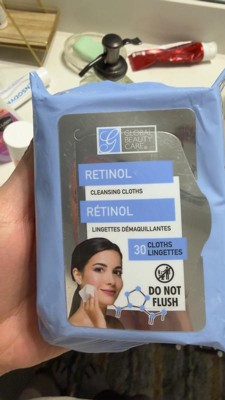 GLOBAL
BEAUTY
CARE
RETINOL
CLEANSING CLOTHS
RÉTINOL
LINGETTES DÉMAQUILLANTES
30 CLOTHS
LINGETTES
DO NOT
FLUSH